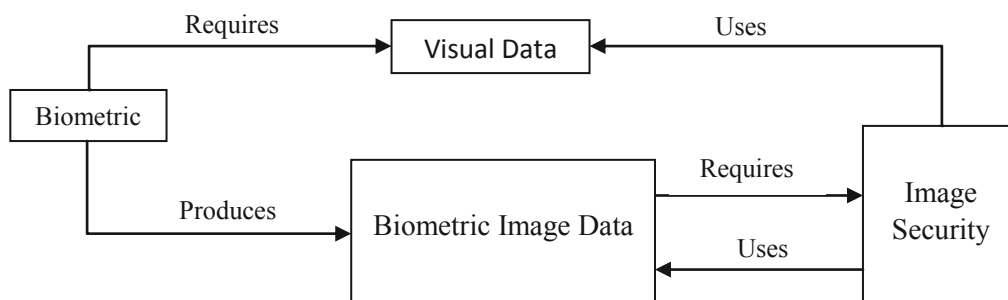 Requires
Uses
Visual Data
Biometric
Requires
Image
Security
Produces
Biometric Image Data
Uses